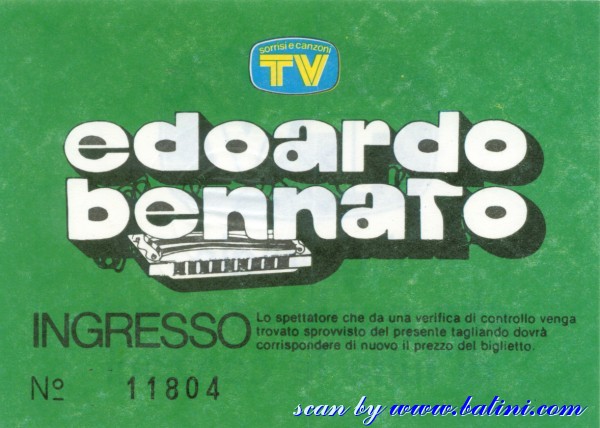 sorrisi e canzoni
TV
edoardo
bennato
INGRESSO
Lo spettatore che da una verifica di controllo venga
trovato sprovvisto del presente tagliando dovrà
corrispondere di nuovo il prezzo del biglietto.
Nº 11804
scan by www.batini.com